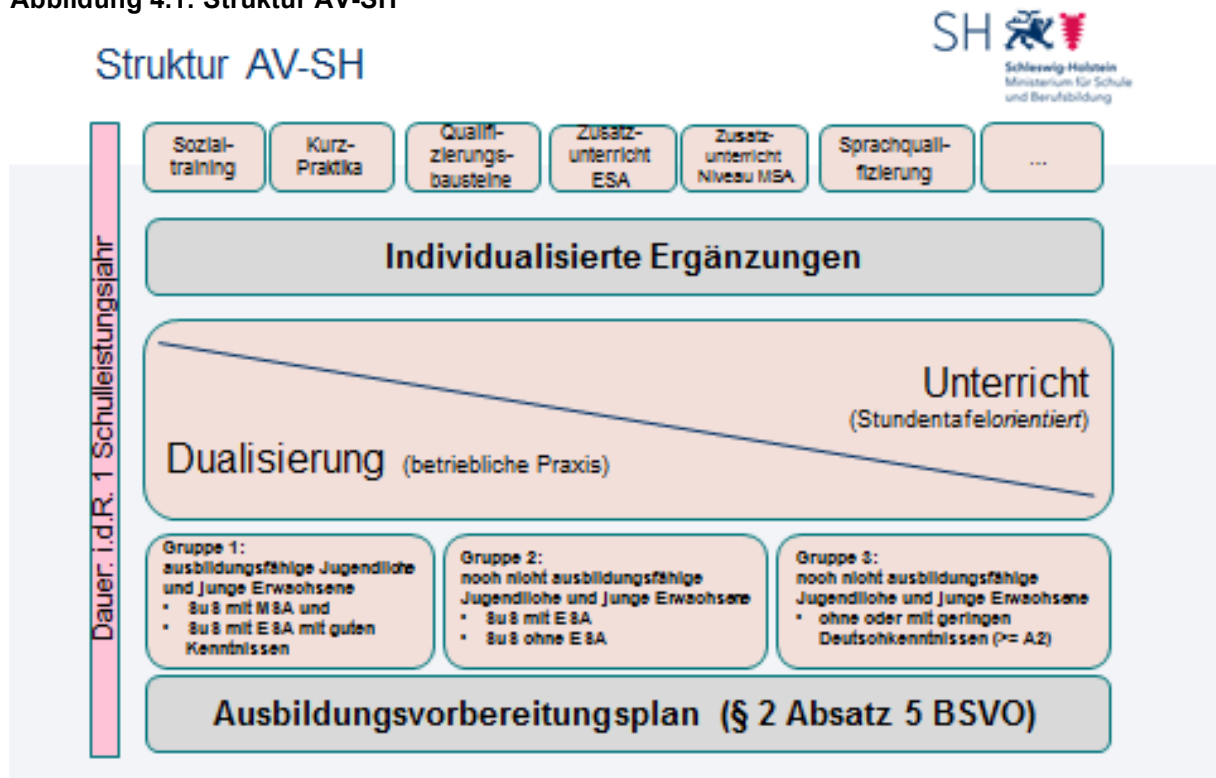 Abbildung 4.1: Struktur AV-SH
Struktur AV-SH
SH
Schleswig-Holstein
Ministerium für Schule
und Berufsbildung
Dauer: i.d.R. 1 Schulleistungsjahr
Sozial-
training
Kurz-
Praktika
Qualifi-
zierungs-
bausteine
Zusatz-
unterricht
ESA
Zusatz-
unterricht
Niveau MSA
Sprachquali-
fizierung
...
Individualisierte Ergänzungen
Unterricht
(Stundentafelorientiert)
Dualisierung (betriebliche Praxis)
Gruppe 1:
ausbildungsfähige Jugendliche
und junge Erwachsene
• SuS mit MSA und
• SuS mit ESA mit guten
Kenntnissen
Gruppe 2:
noch nicht ausbildungsfähige
Jugendliche und junge Erwachsene
• SuS mit ESA
• SuS ohne ESA
Gruppe 3:
noch nicht ausbildungsfähige
Jugendliche und junge Erwachsene
• ohne oder mit geringen
Deutschkenntnissen (>= A2)
Ausbildungsvorbereitungsplan (§ 2 Absatz 5 BSVO)